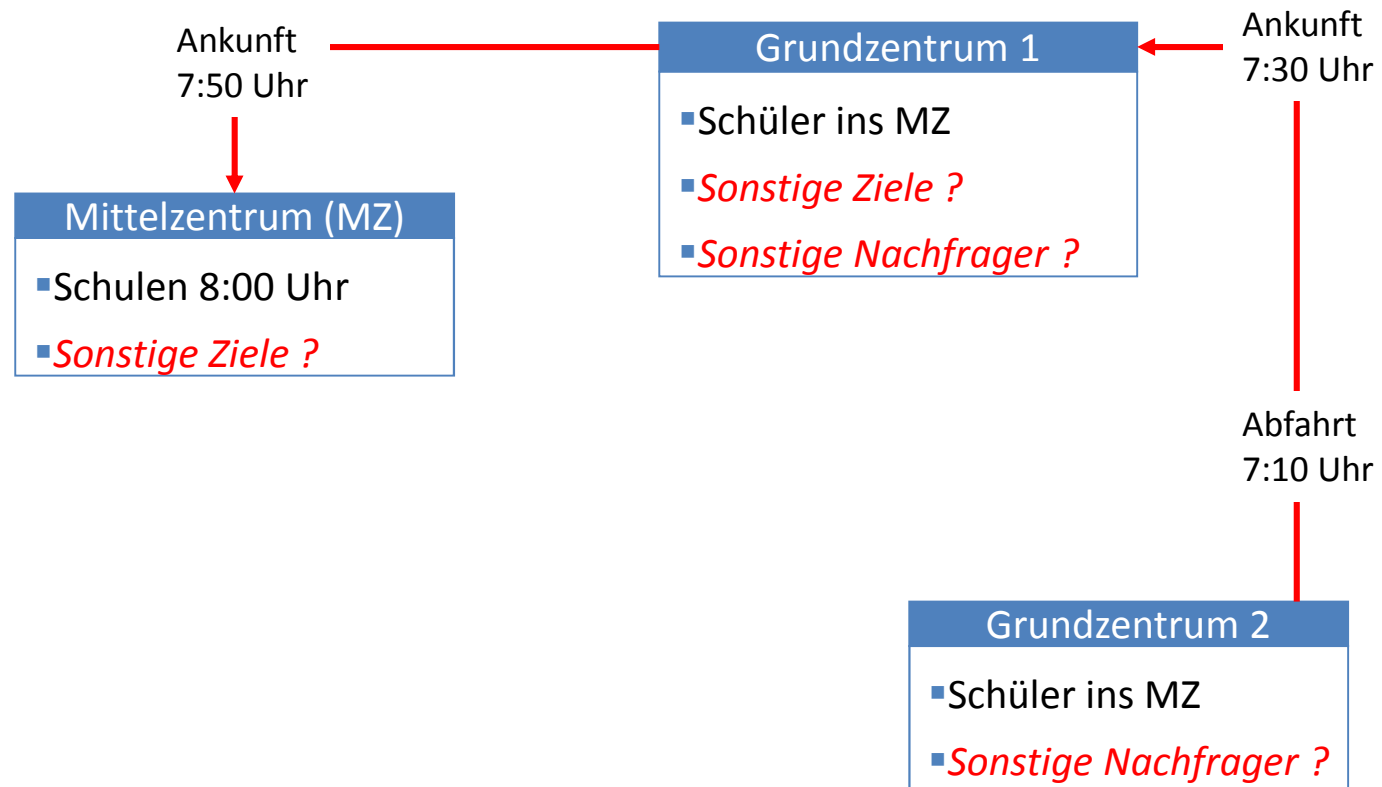 Ankunft
7:50 Uhr
Grundzentrum 1
▪Schüler ins MZ
▪Sonstige Ziele ?
▪Sonstige Nachfrager ?
Ankunft
7:30 Uhr
Mittelzentrum (MZ)
▪Schulen 8:00 Uhr
▪Sonstige Ziele ?
Abfahrt
7:10 Uhr
Grundzentrum 2
▪Schüler ins MZ
▪Sonstige Nachfrager ?